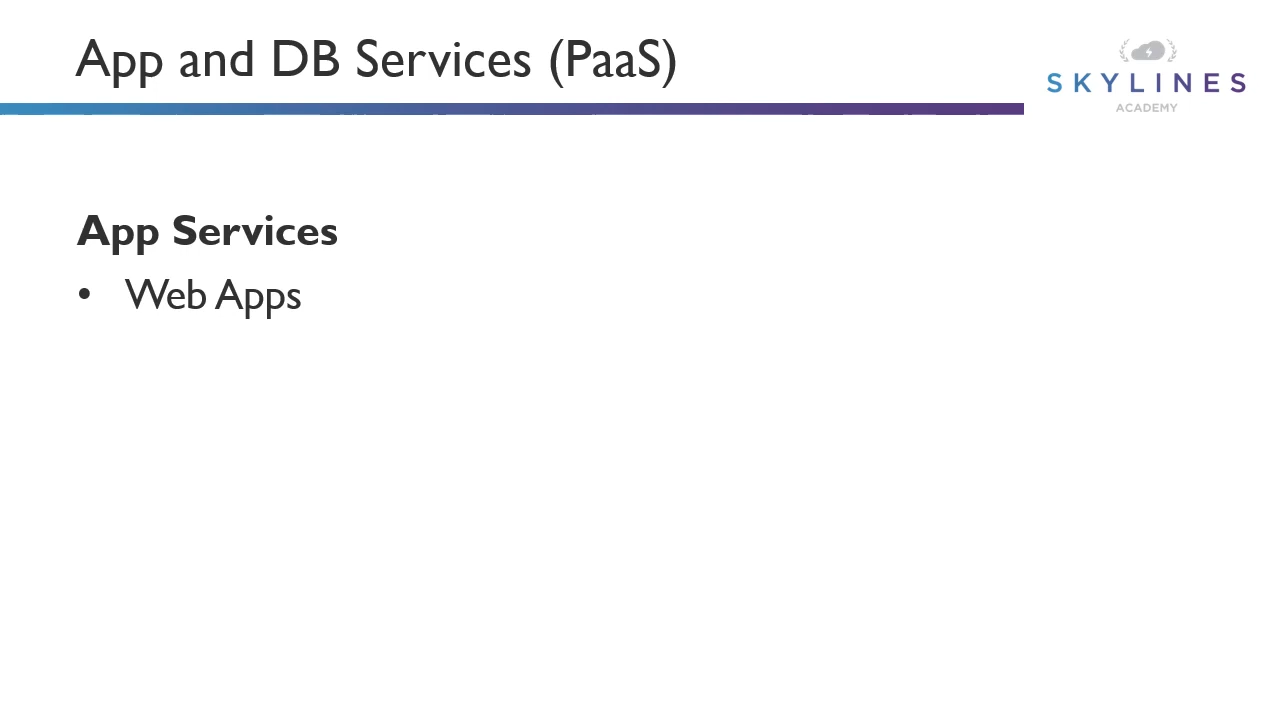 App and DB Services (PaaS)
SKYLINES
ACADEMY
App Services
• Web Apps